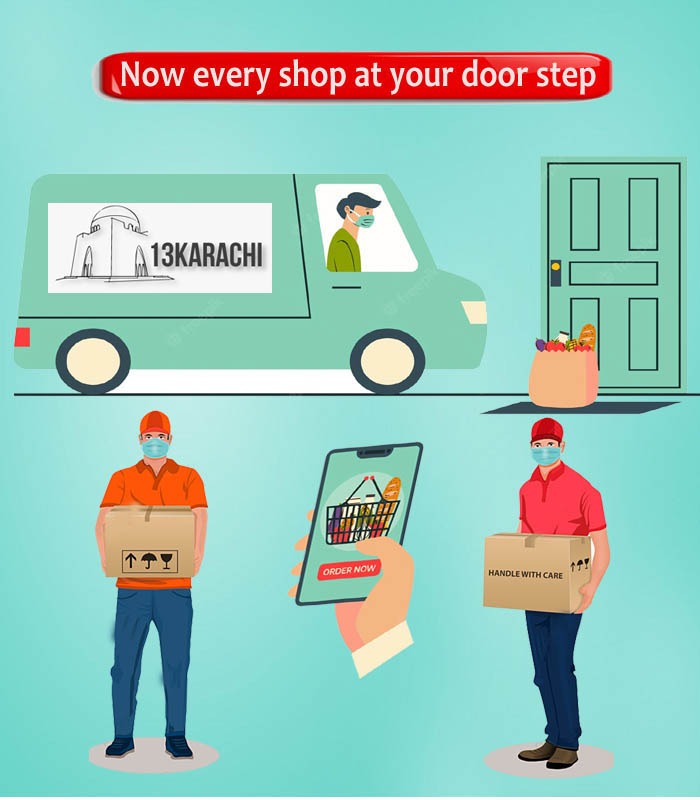 Now every shop at your door step
13KARACHI
ORDER NOW
HANDLE WITH CARE